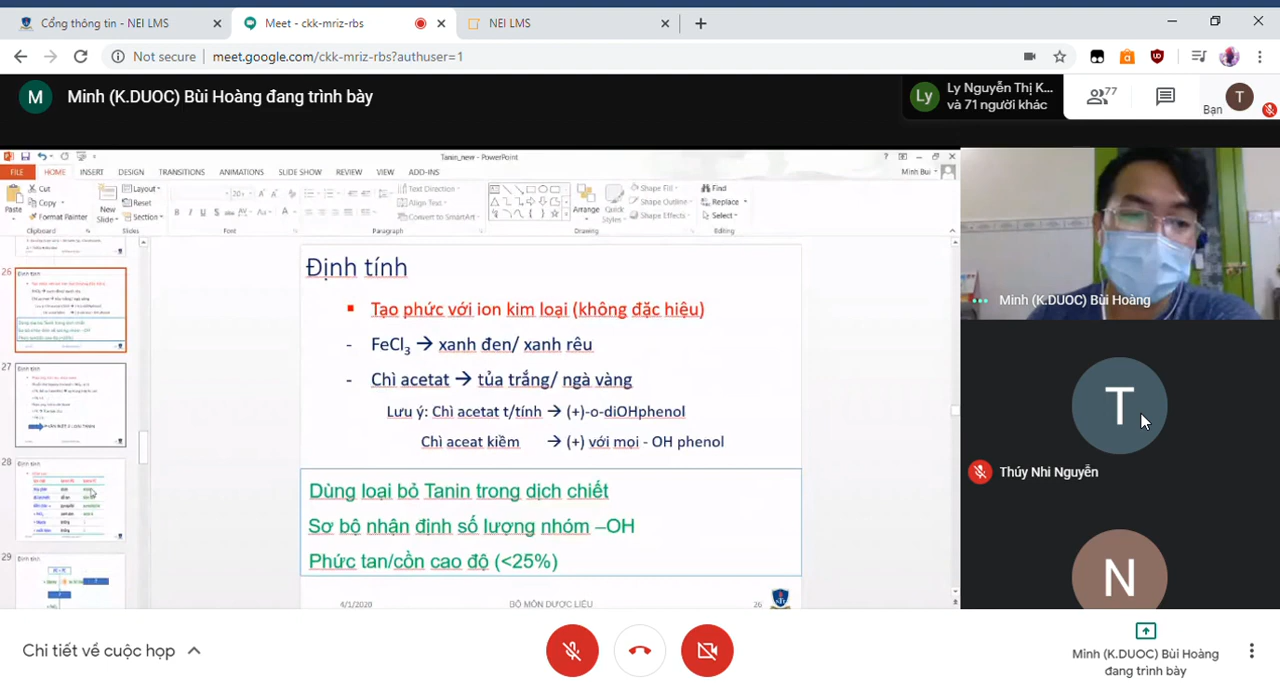 Cổng thông tin - NEI LMS
Meet - ckk-mriz-rbs
NEI LMS
Not secure
meet.google.com/ckk-mriz-rbs?authuser=1
M
Minh (K.DUOC) Bùi Hoàng đang trình bày
Ly
Ly Nguyễn Thị K...
và 71 người khác
77
Bạn
T
Tanin_new - PowerPoint
FILE
HOME
INSERT
DESIGN
TRANSITIONS
ANIMATIONS
SLIDE SHOW
REVIEW
VIEW
ADD-INS
Minh Bui
Paste
Cut
Copy
Format Painter
Clipboard
New
Slide
Layout
Reset
Section
Slides
Font
Text Direction
Align Text
Convert to SmartArt
Paragraph
Arrange
Quick
Styles
Shape Fill
Shape Outline
Shape Effects
Drawing
Find
Replace
Select
Editing
26
27
28
29
Định tính
▪ Tạo phức với ion kim loại (không đặc hiệu)
- FeCl3 → xanh đen/ xanh rêu
- Chì acetat → tủa trắng/ ngà vàng
Lưu ý: Chì acetat t/tính → (+)-o-diOHphenol
Chì aceat kiềm → (+) với mọi - OH phenol
Dùng loại bỏ Tanin trong dịch chiết
Sơ bộ nhận định số lượng nhóm –OH
Phức tan/cồn cao độ (<25%)
4/1/2020
BỘ MÔN DƯỢC LIỆU
26
Minh (K.DUOC) Bùi Hoàng
T
Thúy Nhi Nguyễn
N
Chi tiết về cuộc họp
Minh (K.DUOC) Bùi Hoàng
đang trình bày